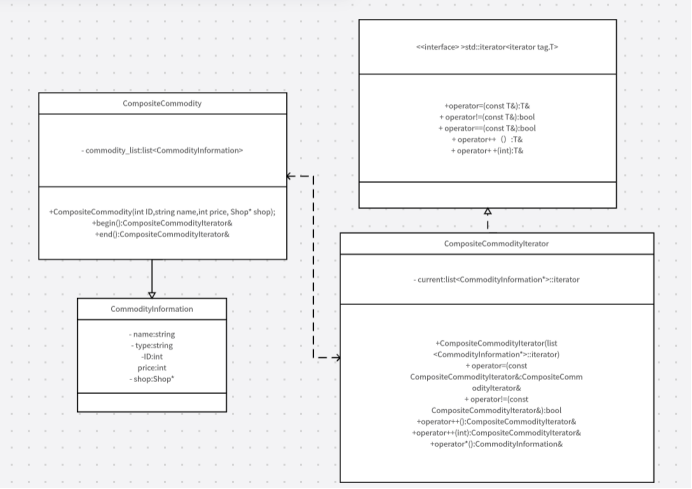 <<interface> >std::iterator<iterator tag,T>
+operator=(const T&):T&
+ operator!=(const T&):bool
+ operator==(const T&):bool
+ operator++（）:T&
+ operator+ +(int):T&
CompositeCommodity
- commodity_list:list<CommodityInformation>
+CompositeCommodity(int ID,string name,int price, Shop* shop);
+begin():CompositeCommodityIterator&
+end():CompositeCommodityIterator&
CommodityInformation
- name:string
- type:string
-ID:int
price:int
- shop:Shop*
CompositeCommodityIterator
- current:list<CommodityInformation*>::iterator
+CompositeCommodityIterator(list
<CommodityInformation*>::iterator)
+ operator=(const
CompositeCommodityIterator&:CompositeComm
odityIterator&
+ operator!=(const
CompositeCommodityIterator&):bool
+operator++():CompositeCommodityIterator&
+operator++(int):CompositeCommodityIterator&
+operator*():CommodityInformation&